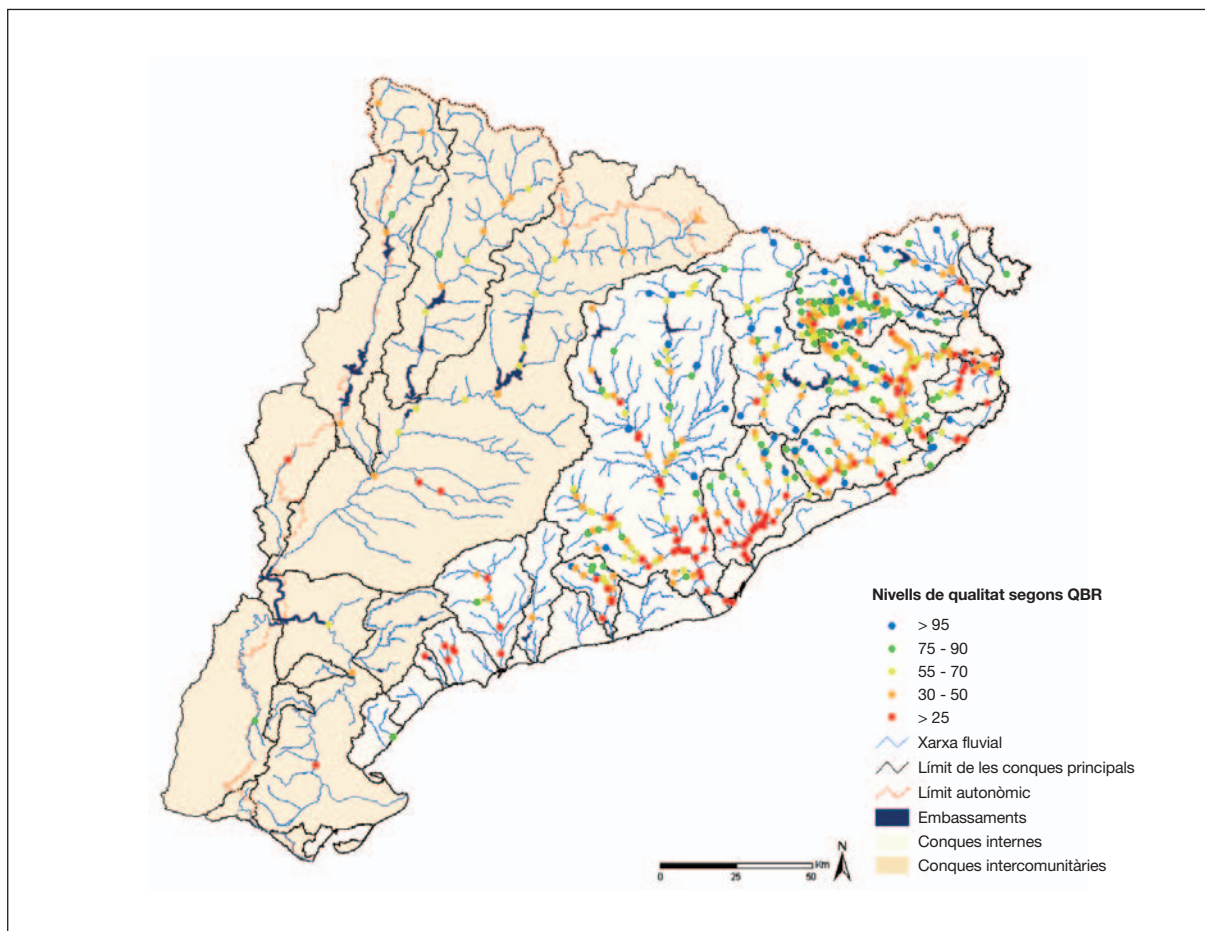 Nivells de qualitat segons QBR
> 95
75 - 90
55 - 70
30 - 50
> 25
Xarxa fluvial
Límit de les conques principals
Límit autonòmic
Embassaments
Conques internes
Conques intercomunitàries
N
Km
0 25 50